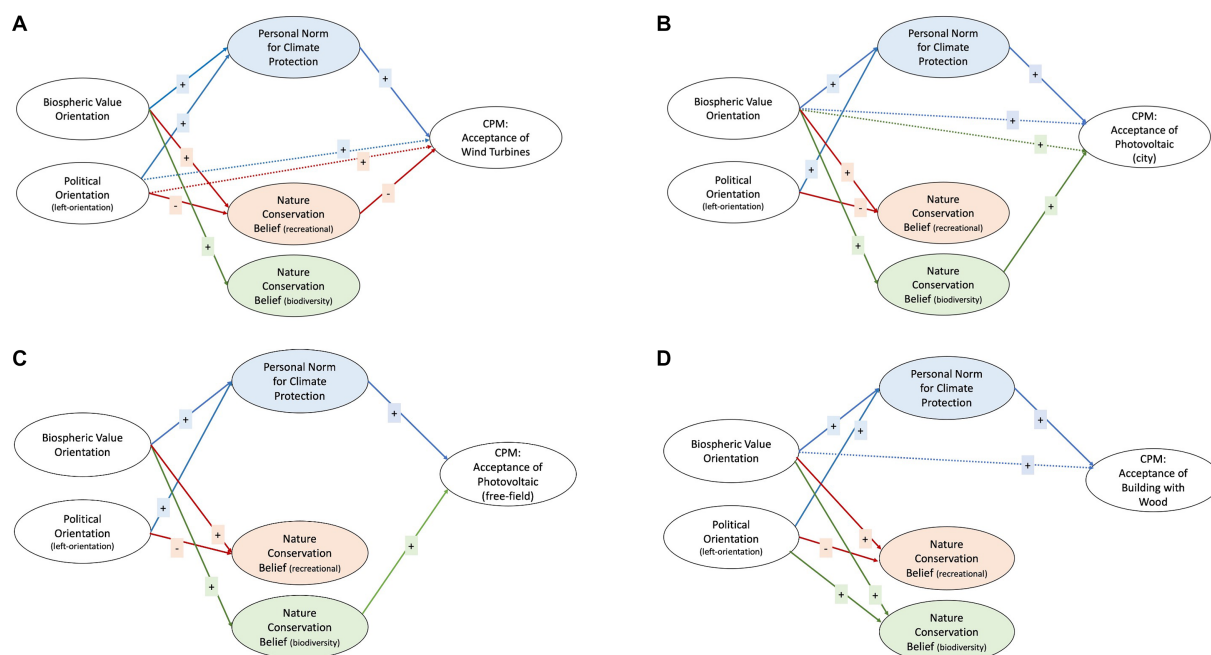 A
Personal Norm
for Climate
Protection
+
+
Biospheric Value
Orientation
+
CPM:
Acceptance of
Wind Turbines
+
+
+
Political
Orientation
(left-orientation)
-
-
Nature
Conservation
Belief (recreational)
+
Nature
Conservation
Belief (biodiversity)
B
Personal Norm
for Climate
Protection
+
+
Biospheric Value
Orientation
+
CPM:
Acceptance of
Photovoltaic
(city)
+
+
+
Political
Orientation
(left-orientation)
-
Nature
Conservation
Belief (recreational)
+
+
Nature
Conservation
Belief (biodiversity)
C
Personal Norm
for Climate
Protection
+
+
Biospheric Value
Orientation
CPM:
Acceptance of
Photovoltaic
(free-field)
+
Political
Orientation
(left-orientation)
+
-
Nature
Conservation
Belief (recreational)
+
+
Nature
Conservation
Belief (biodiversity)
D
Personal Norm
for Climate
Protection
+
+
+
Biospheric Value
Orientation
+
CPM:
Acceptance of
Building with
Wood
Political
Orientation
(left-orientation)
+
-
Nature
Conservation
Belief (recreational)
+
+
Nature
Conservation
Belief (biodiversity)